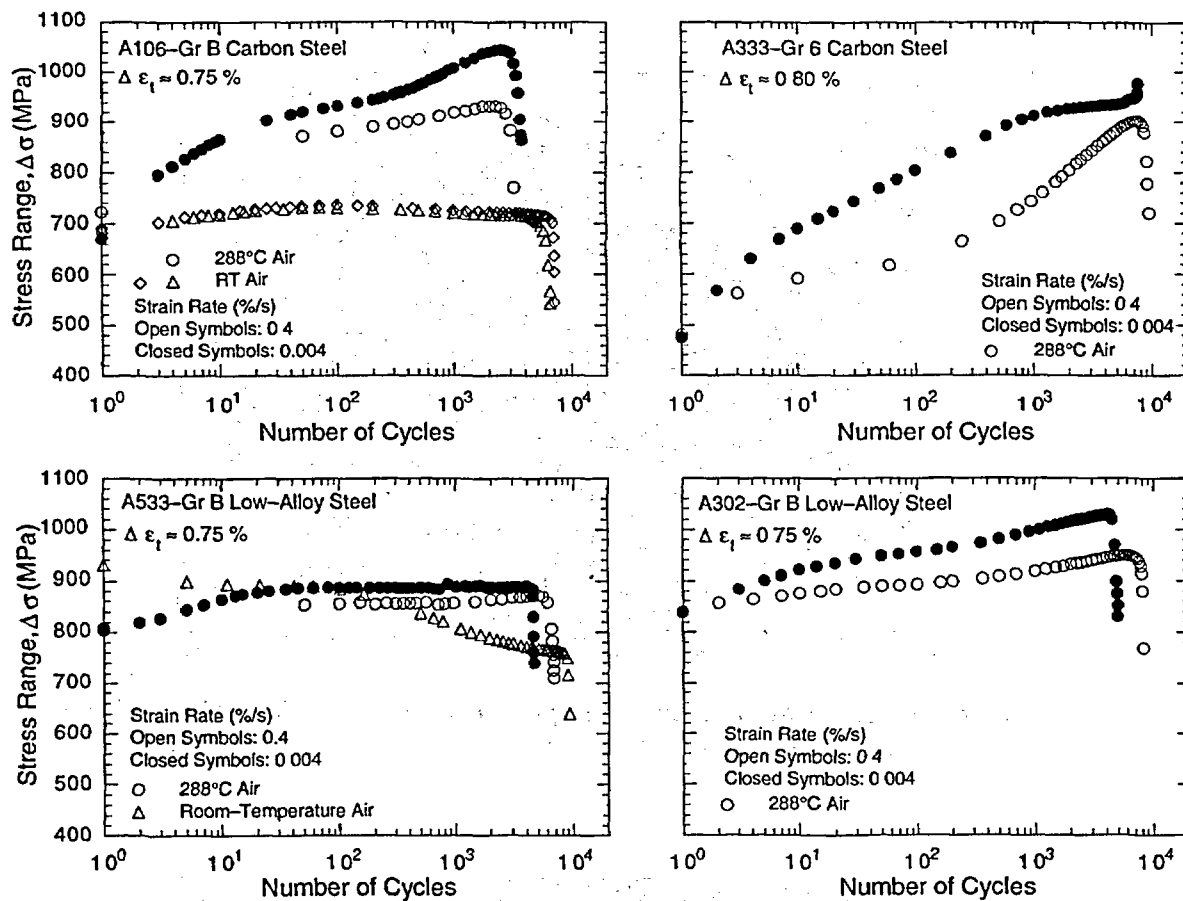 A106–Gr B Carbon Steel
Δ εt ≈ 0.75 %
1100
1000
900
800
700
600
500
400
Stress Range, Δσ (MPa)
288°C Air
RT Air
Strain Rate (%/s)
Open Symbols: 0 4
Closed Symbols: 0.004
10^0
10^1
10^2
10^3
10^4
Number of Cycles
A333–Gr 6 Carbon Steel
Δ εt ≈ 0 80 %
Strain Rate (%/s)
Open Symbols: 0 4
Closed Symbols: 0 004
288°C Air
10^0
10^1
10^2
10^3
10^4
Number of Cycles
A533–Gr B Low–Alloy Steel
Δ εt ≈ 0.75 %
1100
1000
900
800
700
600
500
400
Stress Range, Δσ (MPa)
Strain Rate (%/s)
Open Symbols: 0.4
Closed Symbols: 0 004
288°C Air
Room–Temperature Air
10^0
10^1
10^2
10^3
10^4
Number of Cycles
A302–Gr B Low–Alloy Steel
Δ εt ≈ 0 75 %
Strain Rate (%/s)
Open Symbols: 0 4
Closed Symbols: 0 004
288°C Air
10^0
10^1
10^2
10^3
10^4
Number of Cycles